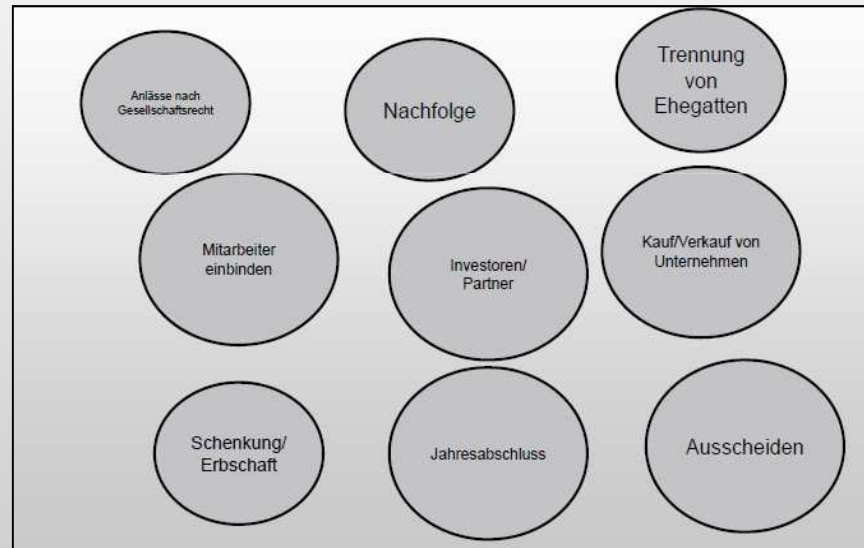 Anlässe nach
Gesellschaftsrecht
Nachfolge
Trennung
von
Ehegatten
Mitarbeiter
einbinden
Investoren/
Partner
Kauf/Verkauf von
Unternehmen
Schenkung/
Erbschaft
Jahresabschluss
Ausscheiden